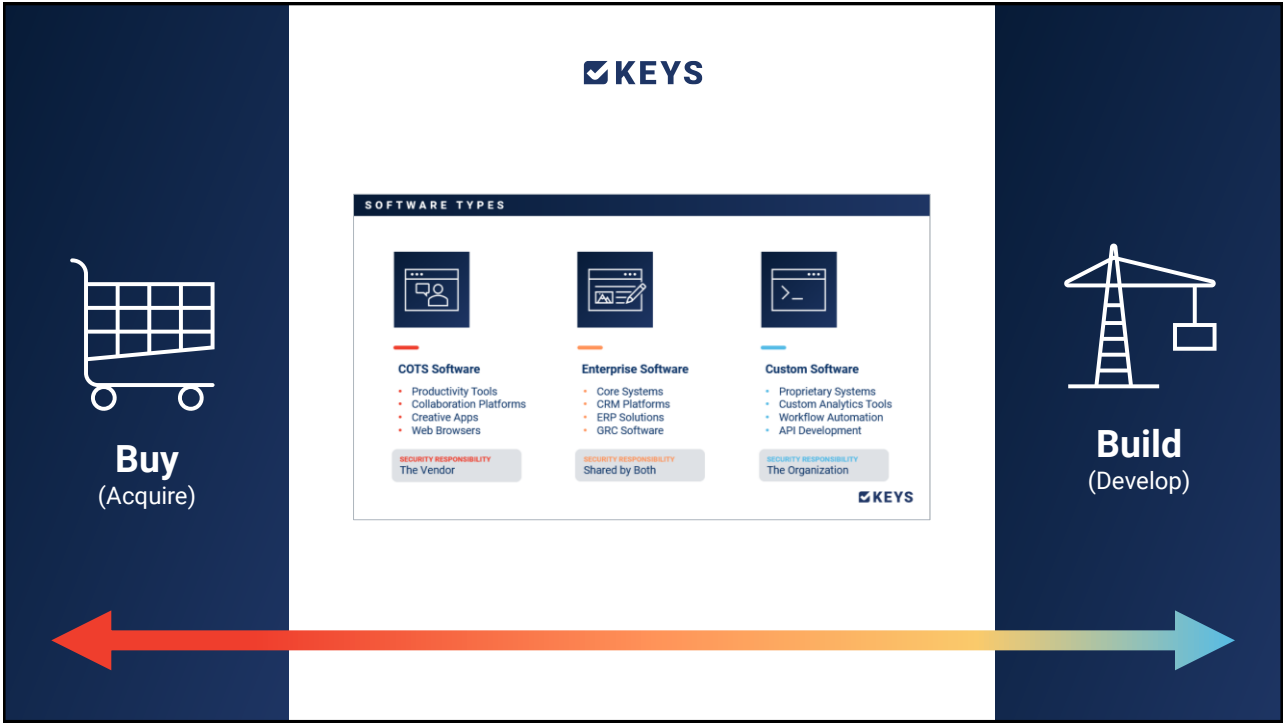 KEYS
SOFTWARE TYPES
COTS Software
• Productivity Tools
• Collaboration Platforms
• Creative Apps
• Web Browsers
SECURITY RESPONSIBILITY
The Vendor
Enterprise Software
• Core Systems
• CRM Platforms
• ERP Solutions
• GRC Software
SECURITY RESPONSIBILITY
Shared by Both
Custom Software
• Proprietary Systems
• Custom Analytics Tools
• Workflow Automation
• API Development
SECURITY RESPONSIBILITY
The Organization
KEYS
Buy
(Acquire)
Build
(Develop)